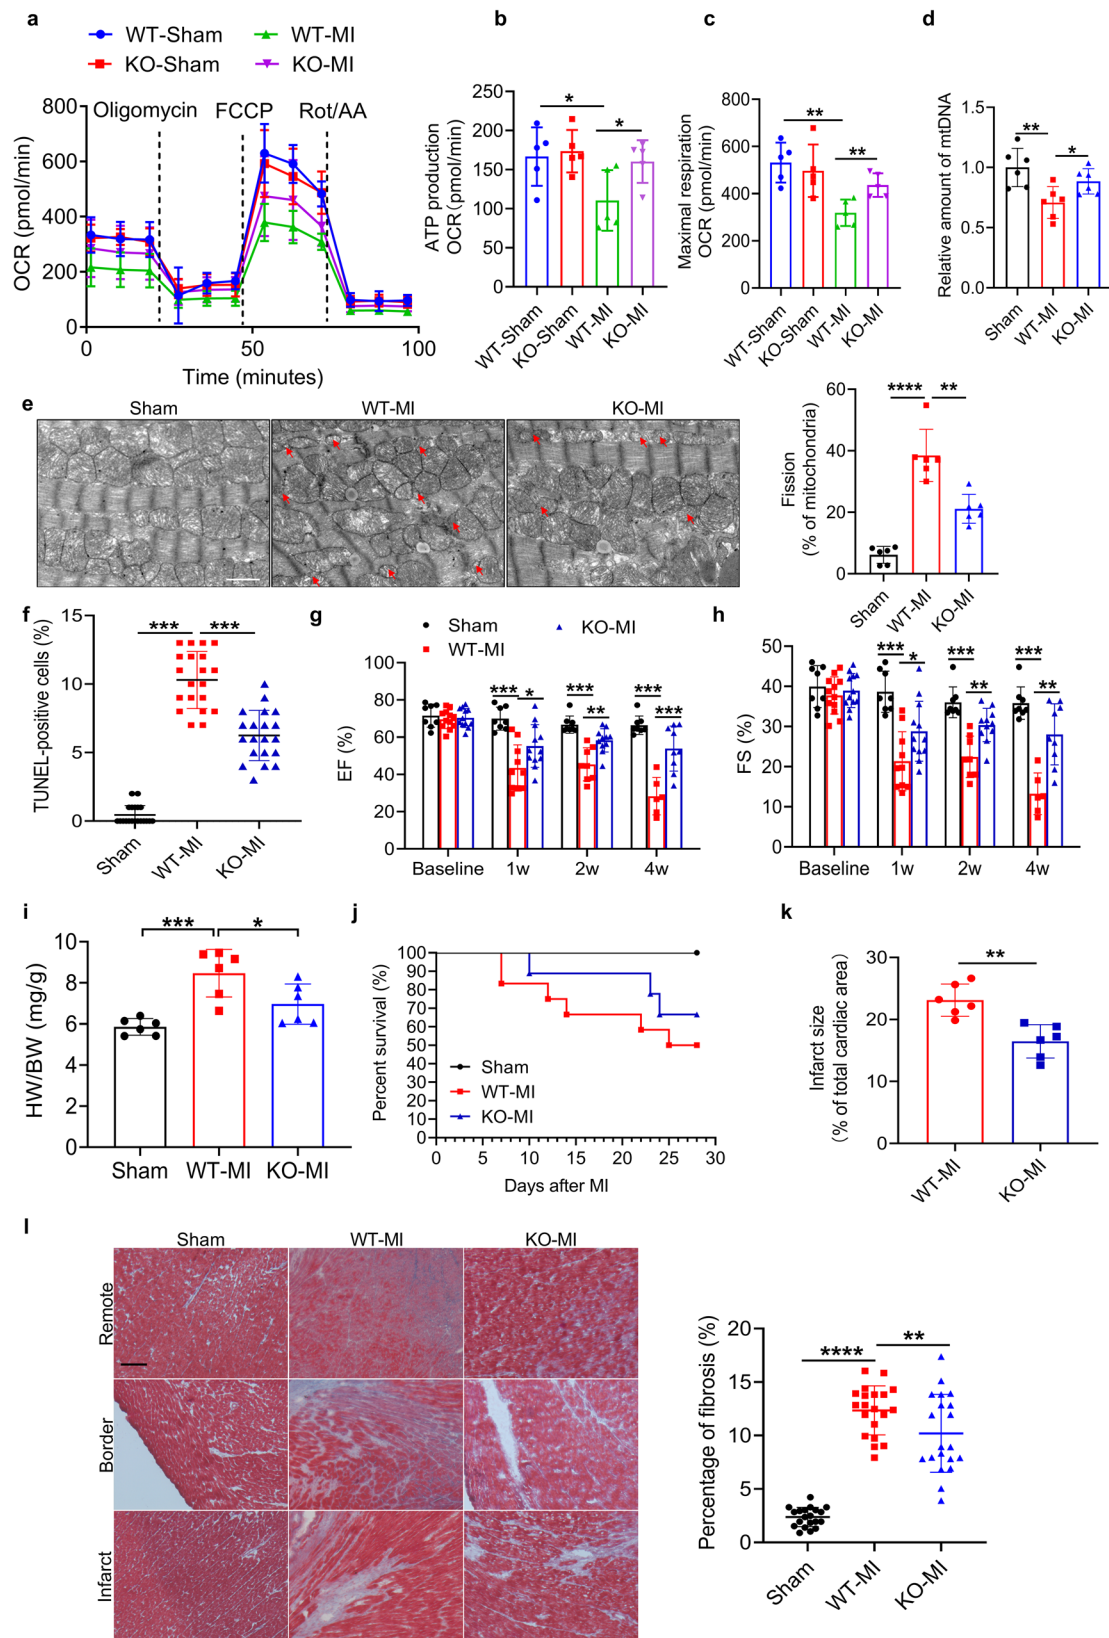 a
WT-Sham
WT-MI
KO-Sham
KO-MI
Oligomycin
FCCP
Rot/AA
OCR (pmol/min)
800
600
400
200
0
0
50
100
Time (minutes)
b
ATP production
OCR (pmol/min)
250
200
150
100
50
0
*
*
WT-Sham
KO-Sham
WT-MI
KO-MI
c
Maximal respiration
OCR (pmol/min)
800
600
400
200
0
**
**
WT-Sham
KO-Sham
WT-MI
KO-MI
d
Relative amount of mtDNA
1.5
1.0
0.5
0.0
**
*
Sham
WT-MI
KO-MI
e
Sham
WT-MI
KO-MI
Fission
(% of mitochondria)
60
40
20
0
****
**
Sham
WT-MI
KO-MI
f
TUNEL-positive cells (%)
15
10
5
0
***
***
Sham
WT-MI
KO-MI
g
Sham
KO-MI
WT-MI
EF (%)
100
80
60
40
20
0
***
*
***
**
***
***
Baseline
1w
2w
4w
h
FS (%)
50
40
30
20
10
0
***
*
***
**
***
**
Baseline
1w
2w
4w
i
HW/BW (mg/g)
10
8
6
4
2
0
***
*
Sham
WT-MI
KO-MI
j
Percent survival (%)
100
90
80
70
60
50
40
30
20
10
0
Sham
WT-MI
KO-MI
0
5
10
15
20
25
30
Days after MI
k
Infarct size
(% of total cardiac area)
30
20
10
0
**
WT-MI
KO-MI
l
Sham
WT-MI
KO-MI
Remote
Border
Infarct
Percentage of fibrosis (%)
20
15
10
5
0
****
**
Sham
WT-MI
KO-MI